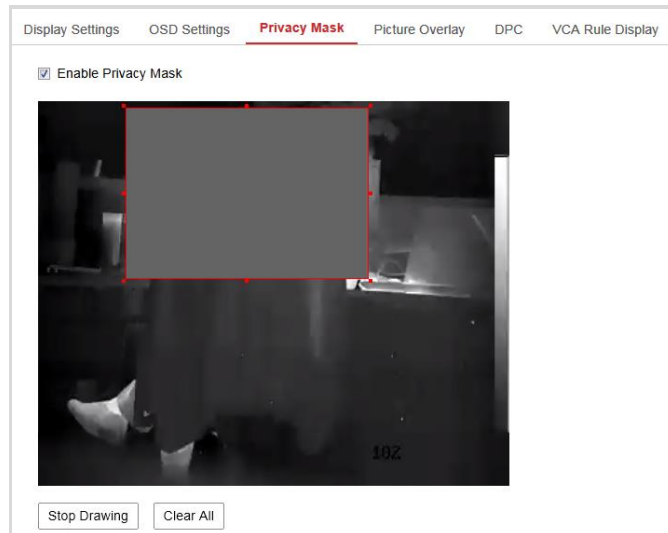 Display Settings OSD Settings Privacy Mask Picture Overlay DPC VCA Rule Display
Enable Privacy Mask
10Z
Stop Drawing Clear All